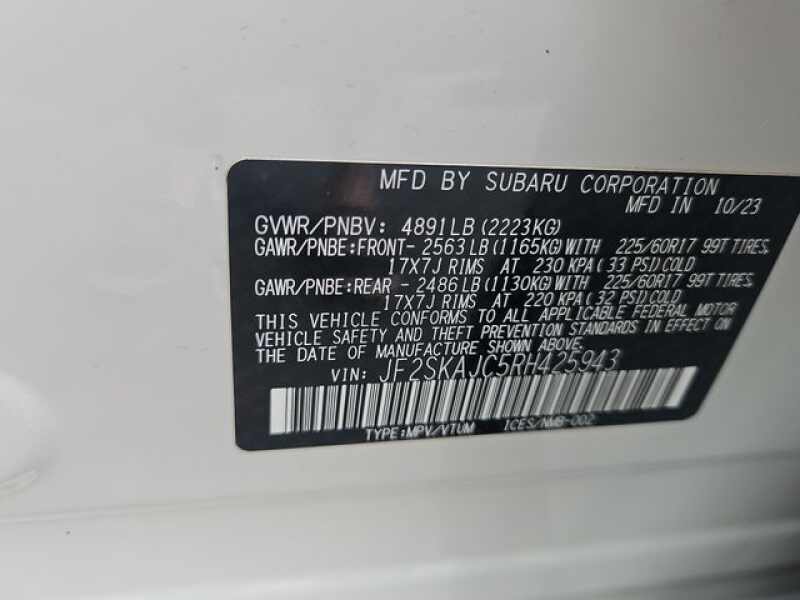 MFD BY SUBARU CORPORATION
MFD IN 10/23
GVWR/PNBV: 4891LB (2223KG)
GAWR/PNBE:FRONT- 2563LB (1165KG)WITH 225/60R17 99T TIRES,
17X7J RIMS AT 230 KPA( 33 PSI)COLD
GAWR/PNBE:REAR - 2486LB (1130KG)WITH 225/60R17 99T TIRES,
17X7J RIMS AT 220 KPA( 32 PSI)COLD
THIS VEHICLE CONFORMS TO ALL APPLICABLE FEDERAL MOTOR
VEHICLE SAFETY AND THEFT PREVENTION STANDARDS IN EFFECT ON
THE DATE OF MANUFACTURE SHOWN ABOVE.
VIN: JF2SKAJC5RH425943
TYPE:MPV/VTUM ICES/NMB-002